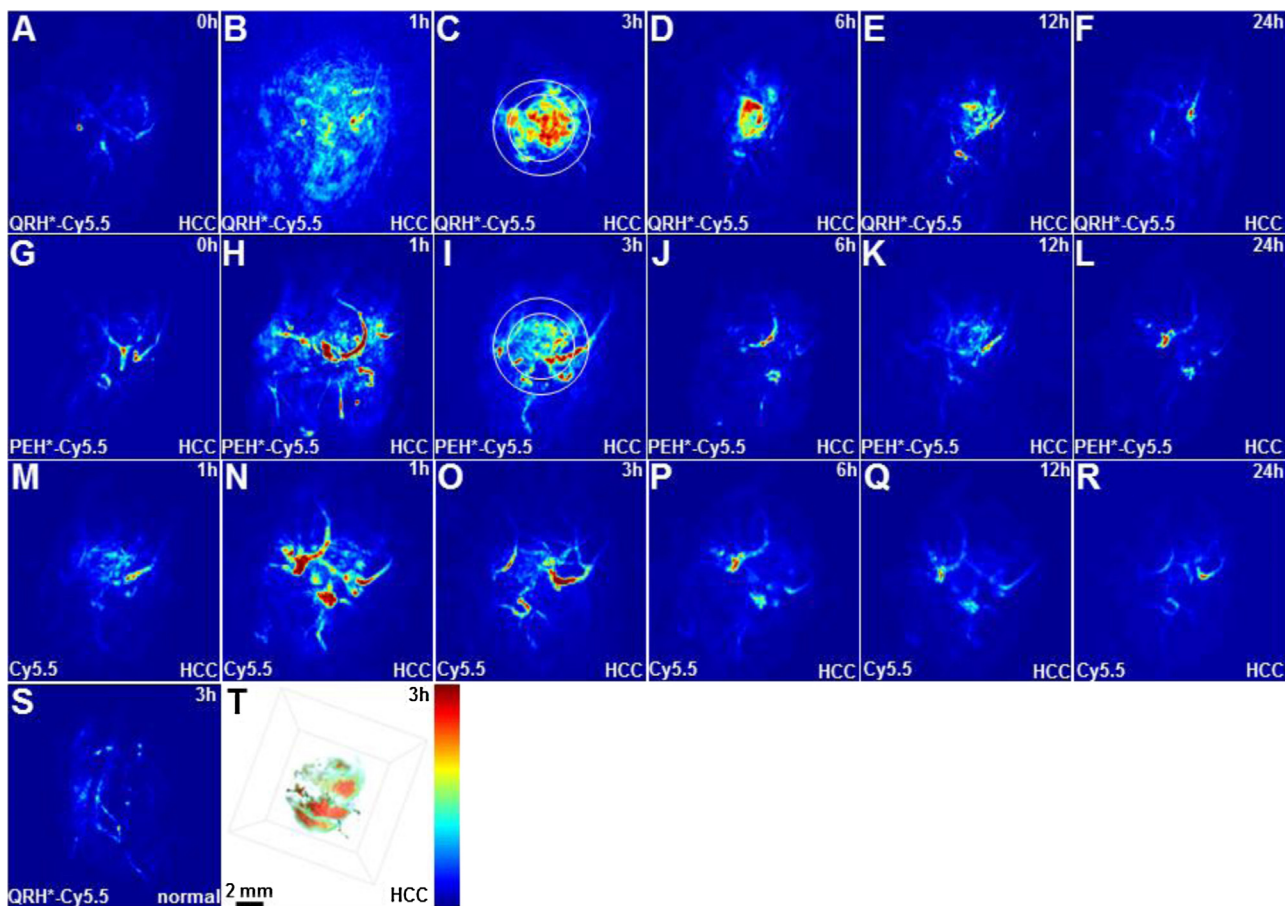 A 0h B 1h C 3h D 6h E 12h F 24h
QRH*-Cy5.5 HCC QRH*-Cy5.5 HCC QRH*-Cy5.5 HCC QRH*-Cy5.5 HCC QRH*-Cy5.5 HCC QRH*-Cy5.5 HCC
G 0h H 1h I 3h J 6h K 12h L 24h
PEH*-Cy5.5 HCC PEH*-Cy5.5 HCC PEH*-Cy5.5 HCC PEH*-Cy5.5 HCC PEH*-Cy5.5 HCC PEH*-Cy5.5 HCC
M 1h N 1h O 3h P 6h Q 12h R 24h
Cy5.5 HCC Cy5.5 HCC Cy5.5 HCC Cy5.5 HCC Cy5.5 HCC Cy5.5 HCC
S 3h T 3h
QRH*-Cy5.5 normal 2 mm HCC